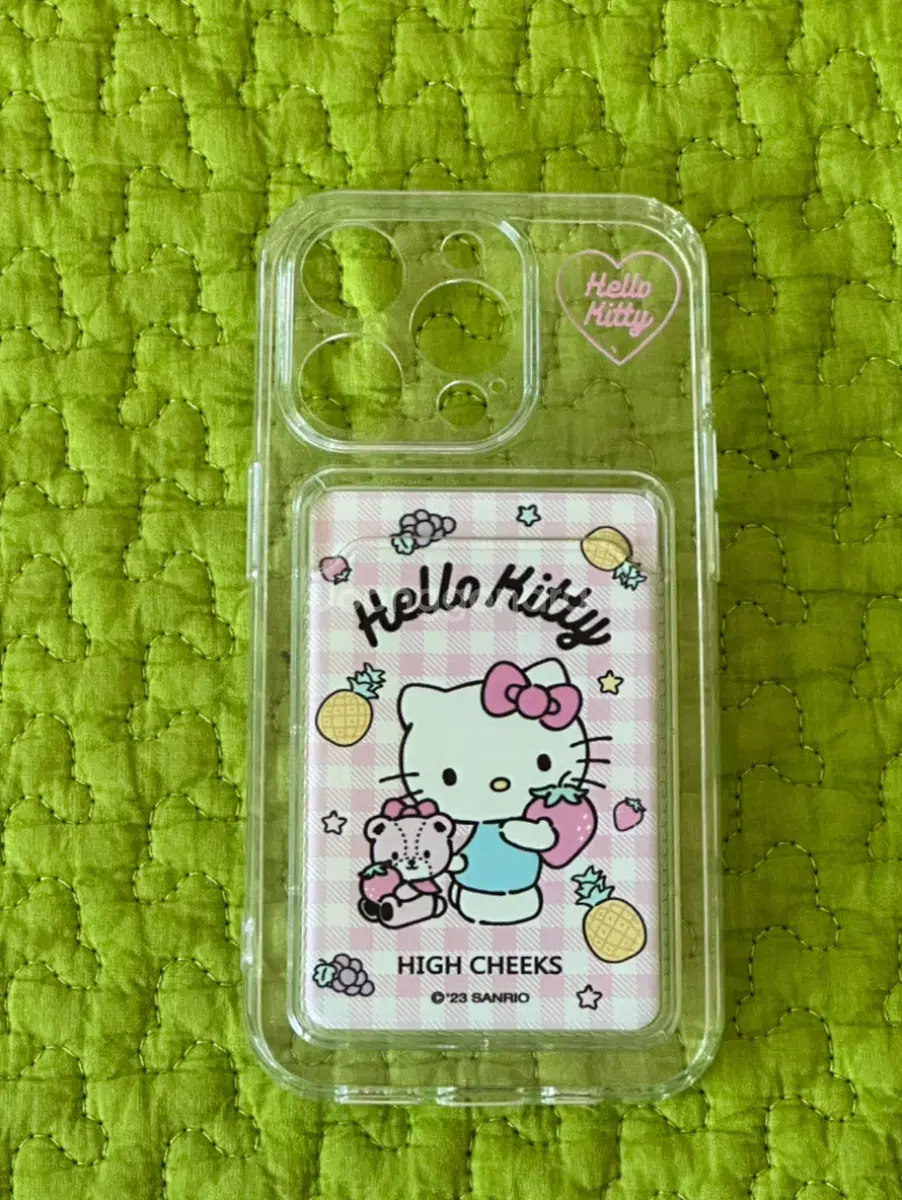 Hello
Kitty
Hello Kitty
HIGH CHEEKS
©'23 SANRIO